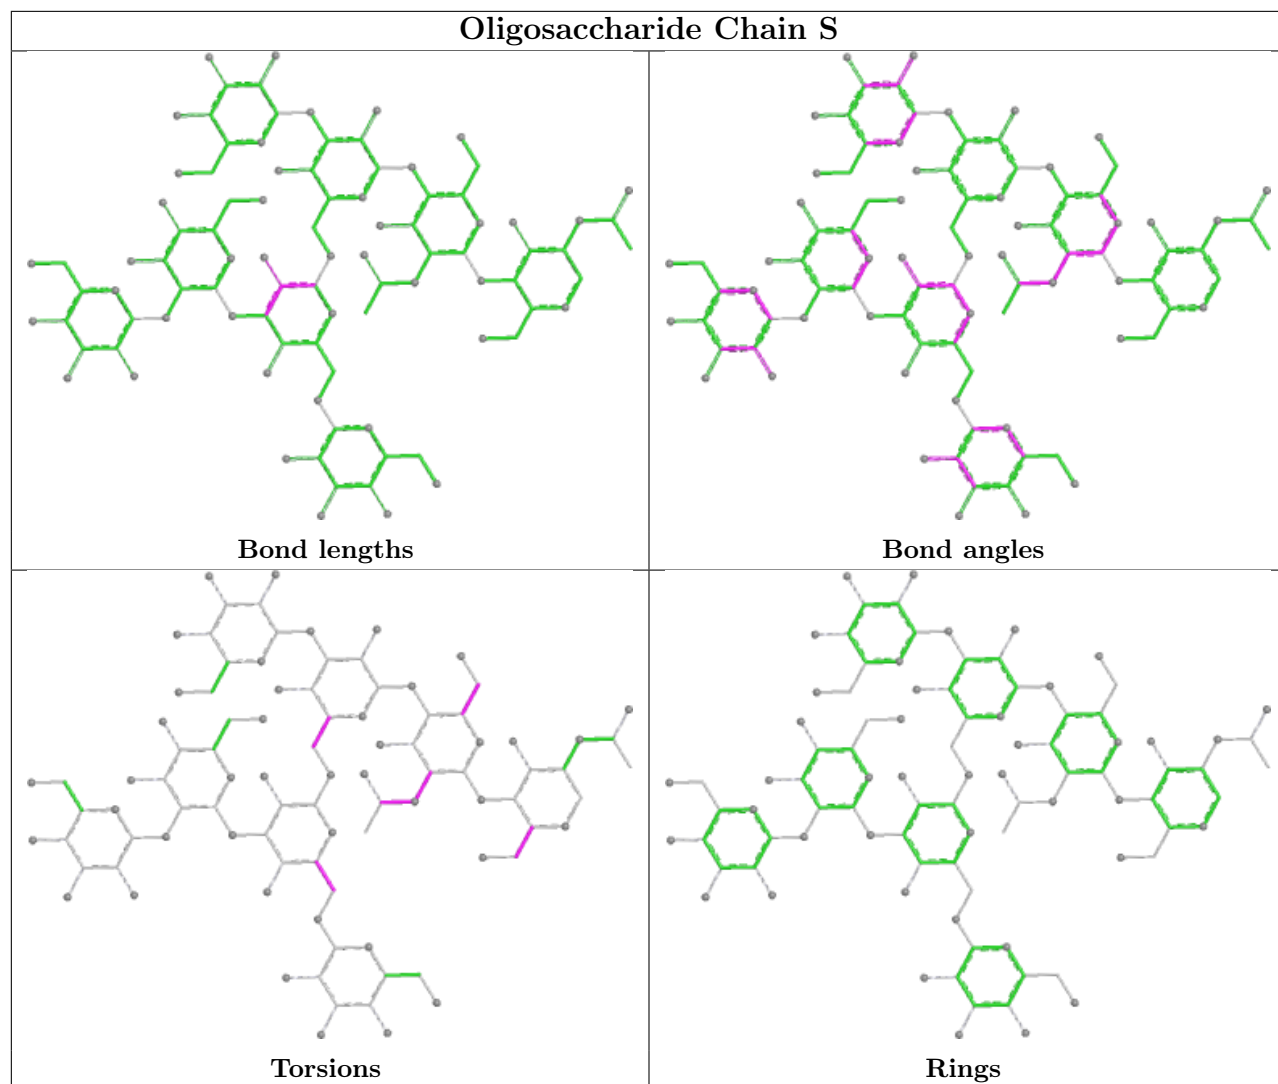 Oligosaccharide Chain S
Bond lengths
Bond angles
Torsions
Rings